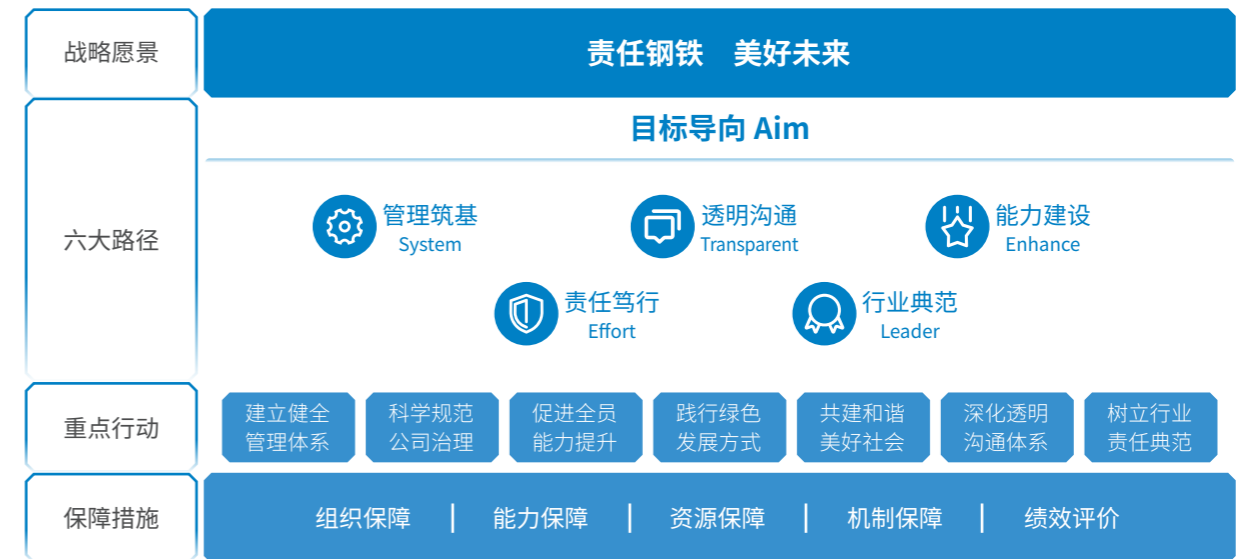 战略愿景
责任钢铁 美好未来
六大路径
目标导向 Aim
管理筑基
System
透明沟通
Transparent
能力建设
Enhance
责任笃行
Effort
行业典范
Leader
重点行动
建立健全
管理体系
科学规范
公司治理
促进全员
能力提升
践行绿色
发展方式
共建和谐
美好社会
深化透明
沟通体系
树立行业
责任典范
保障措施
组织保障
能力保障
资源保障
机制保障
绩效评价